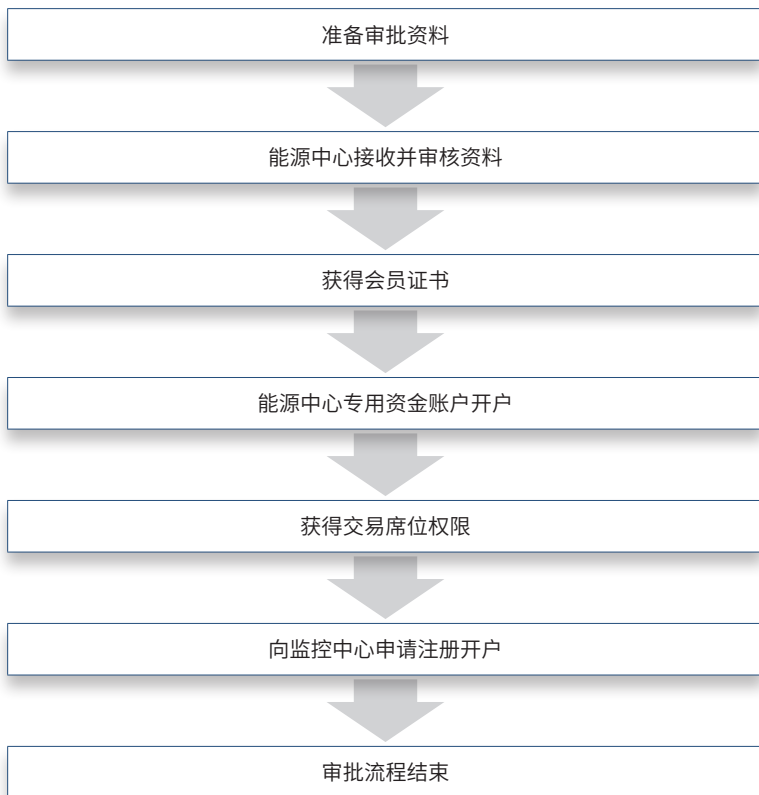 准备审批资料
能源中心接收并审核资料
获得会员证书
能源中心专用资金账户开户
获得交易席位权限
向监控中心申请注册开户
审批流程结束